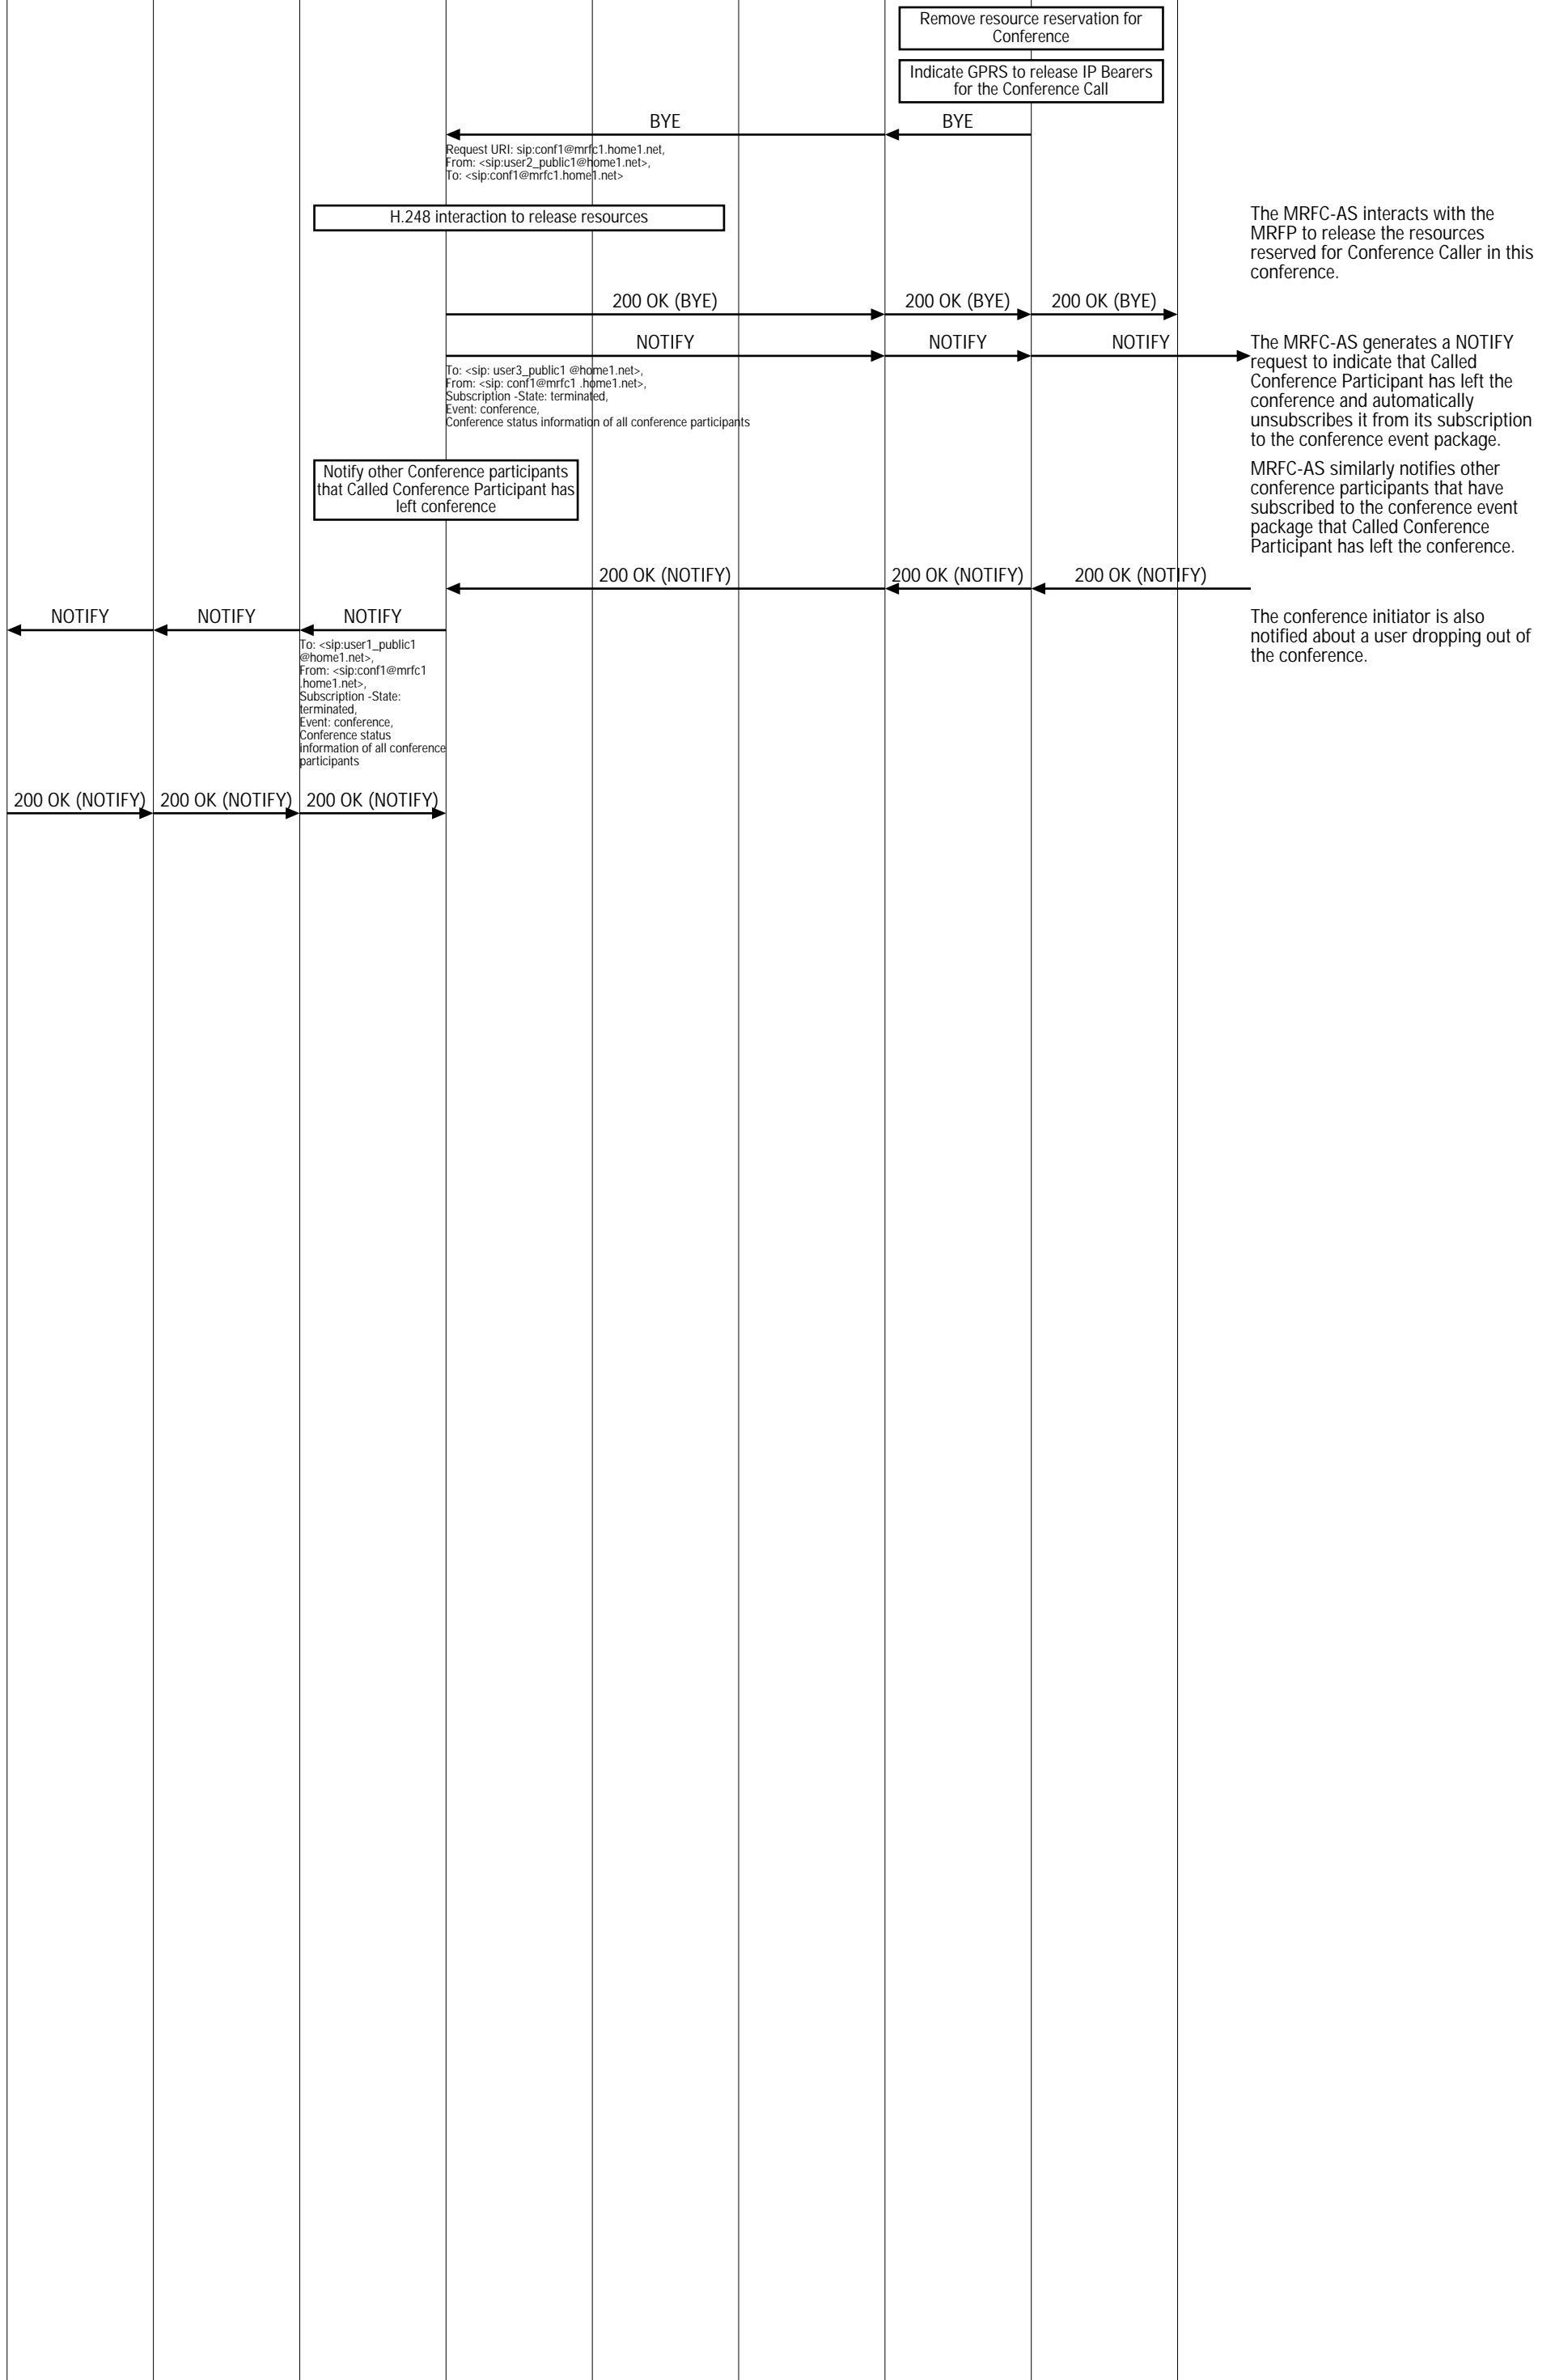 Remove resource reservation for
Conference
Indicate GPRS to release IP Bearers
for the Conference Call
BYE
BYE
Request URI: sip:conf1@mrfc1.home1.net,
From: <sip:user2_public1@home1.net>,
To: <sip:conf1@mrfc1.home1.net>
H.248 interaction to release resources
The MRFC-AS interacts with the
MRFP to release the resources
reserved for Conference Caller in this
conference.
200 OK (BYE)
200 OK (BYE)
200 OK (BYE)
NOTIFY
NOTIFY
NOTIFY
The MRFC-AS generates a NOTIFY
request to indicate that Called
Conference Participant has left the
conference and automatically
unsubscribes it from its subscription
to the conference event package.
To: <sip: user3_public1 @home1.net>,
From: <sip: conf1@mrfc1 .home1.net>,
Subscription -State: terminated,
Event: conference,
Conference status information of all conference participants
Notify other Conference participants
that Called Conference Participant has
left conference
MRFC-AS similarly notifies other
conference participants that have
subscribed to the conference event
package that Called Conference
Participant has left the conference.
200 OK (NOTIFY)
200 OK (NOTIFY)
200 OK (NOTIFY)
NOTIFY
NOTIFY
NOTIFY
The conference initiator is also
notified about a user dropping out of
the conference.
To: <sip:user1_public1
@home1.net>,
From: <sip:conf1@mrfc1
.home1.net>,
Subscription -State:
terminated,
Event: conference,
Conference status
information of all conference
participants
200 OK (NOTIFY)
200 OK (NOTIFY)
200 OK (NOTIFY)